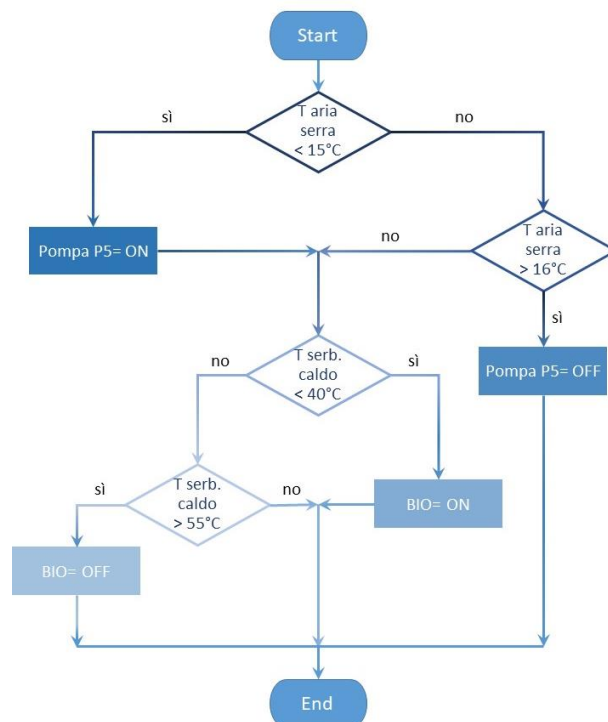 Start
T aria
serra
< 15°C
sì
no
Pompa P5= ON
no
T aria
serra
> 16°C
sì
Pompa P5= OFF
T serb.
caldo
< 40°C
no
sì
T serb.
caldo
> 55°C
sì
no
BIO= ON
BIO= OFF
End